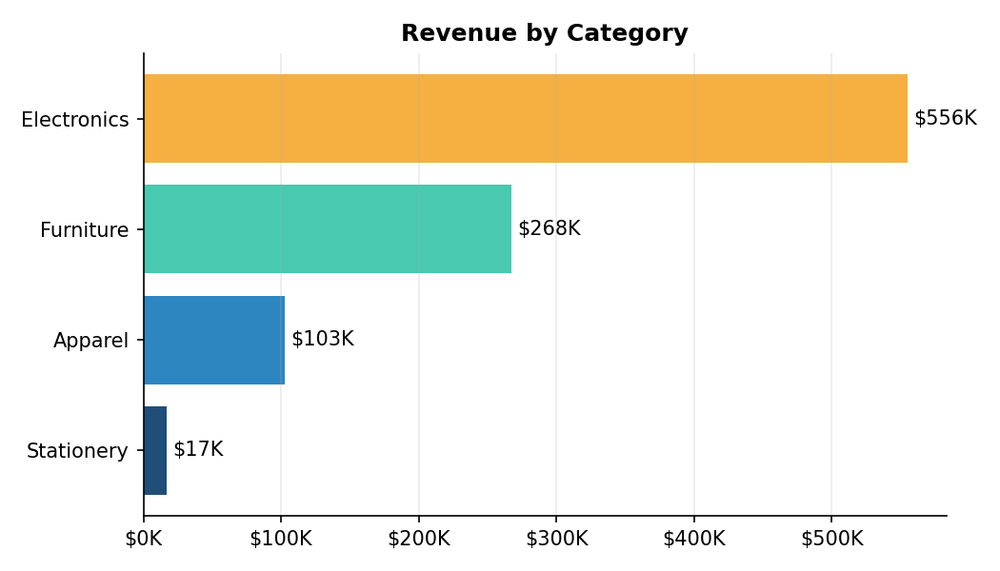 Revenue by Category
Electronics $556K
Furniture $268K
Apparel $103K
Stationery $17K
$0K $100K $200K $300K $400K $500K